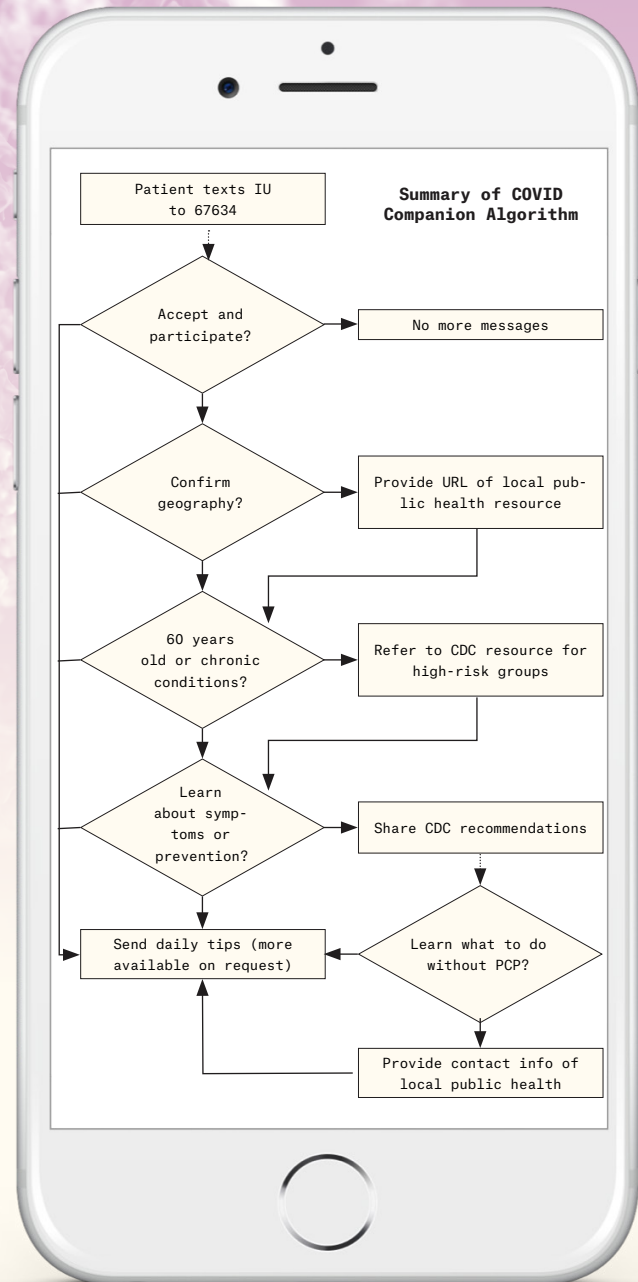 Patient texts IU
to 67634
Summary of COVID
Companion Algorithm
Accept and
participate?
No more messages
Confirm
geography?
Provide URL of local pub-
lic health resource
60 years
old or chronic
conditions?
Refer to CDC resource for
high-risk groups
Learn
about symp-
toms or
prevention?
Share CDC recommendations
Send daily tips (more
available on request)
Learn what to do
without PCP?
Provide contact info of
local public health